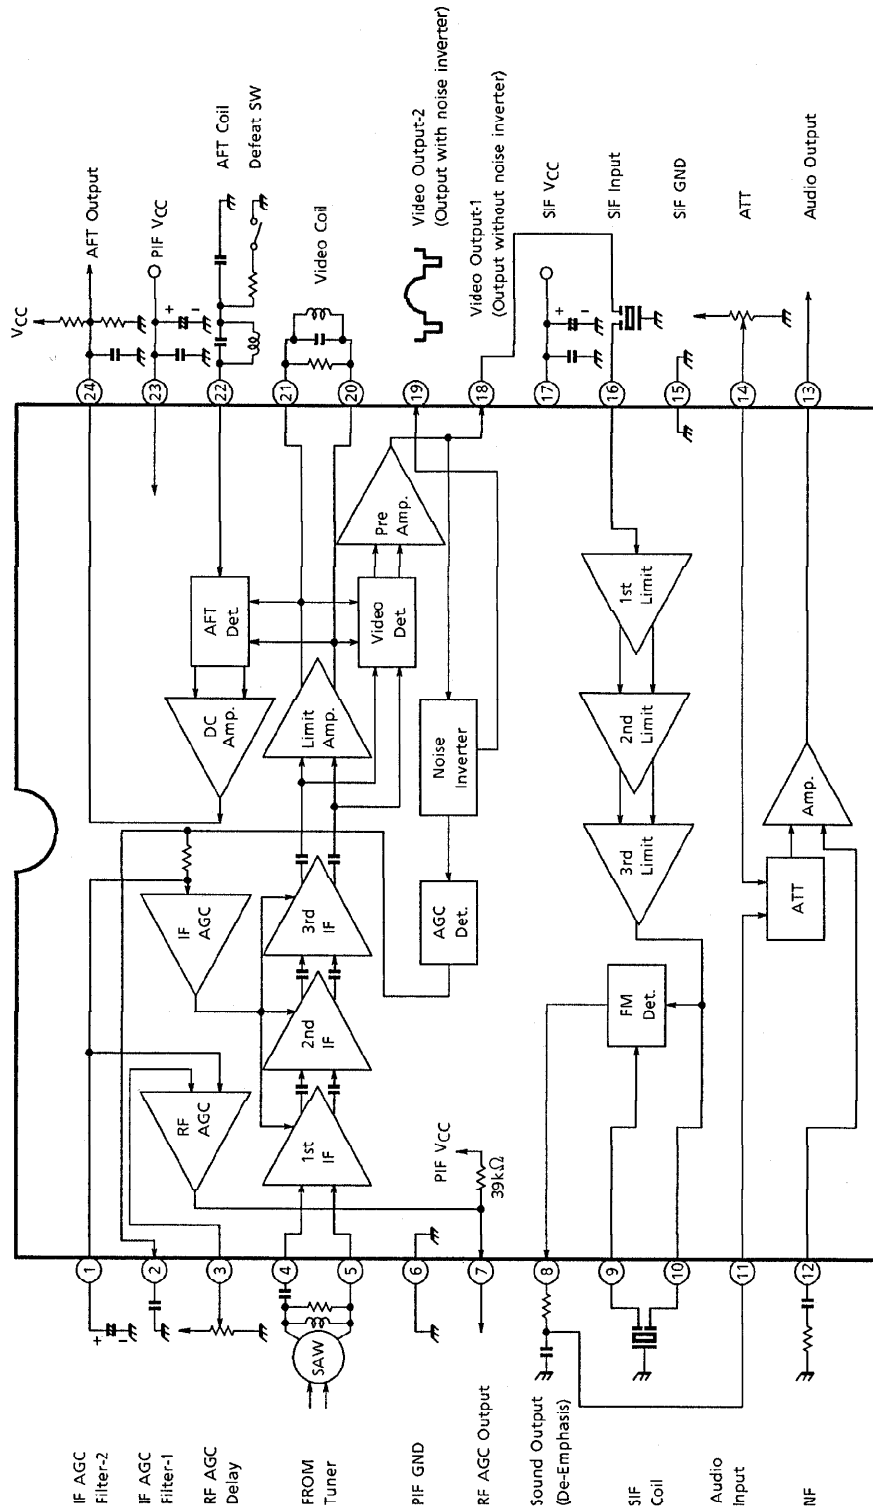 VCC
AFT Output
PIF VCC
AFT Coil
Defeat SW
Video Coil
Video Output-2
(Output with noise inverter)
Video Output-1
(Output without noise inverter)
SIF VCC
SIF Input
SIF GND
ATT
Audio Output
24
23
22
21
20
19
18
17
16
15
14
13
AFT
Det.
DC
Amp.
Limit
Amp.
Video
Det.
Pre
Amp.
Noise
Inverter
AGC
Det.
IF
AGC
RF
AGC
1st
IF
2nd
IF
3rd
IF
PIF VCC
39kΩ
1st
Limit
2nd
Limit
3rd
Limit
FM
Det.
ATT
Amp.
1
2
3
4
5
6
7
8
9
10
11
12
+
-
+
-
+
-
SAW
IF AGC
Filter-2
IF AGC
Filter-1
RF AGC
Delay
FROM
Tuner
PIF GND
RF AGC Output
Sound Output
(De-Emphasis)
SIF
Coil
Audio
Input
NF